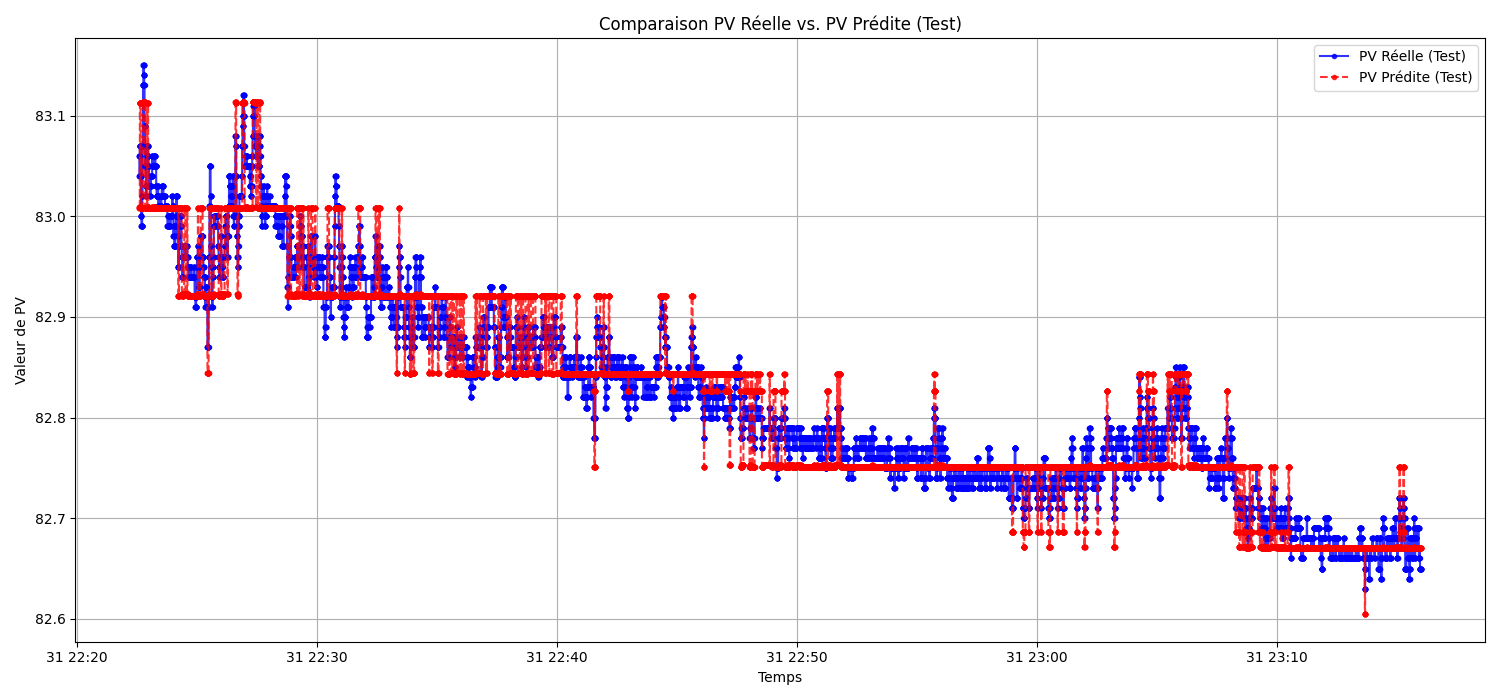 Comparaison PV Réelle vs. PV Prédite (Test)
PV Réelle (Test)
PV Prédite (Test)
Valeur de PV
83.1
83.0
82.9
82.8
82.7
82.6
31 22:20
31 22:30
31 22:40
31 22:50
31 23:00
31 23:10
Temps